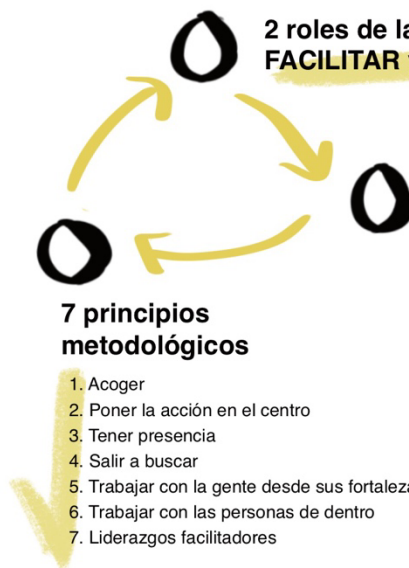 2 roles de la
FACILITAR
7 principios
metodológicos
1. Acoger
2. Poner la acción en el centro
3. Tener presencia
4. Salir a buscar
5. Trabajar con la gente desde sus
6. Trabajar con las personas de dentro
7. Liderazgos facilitadores